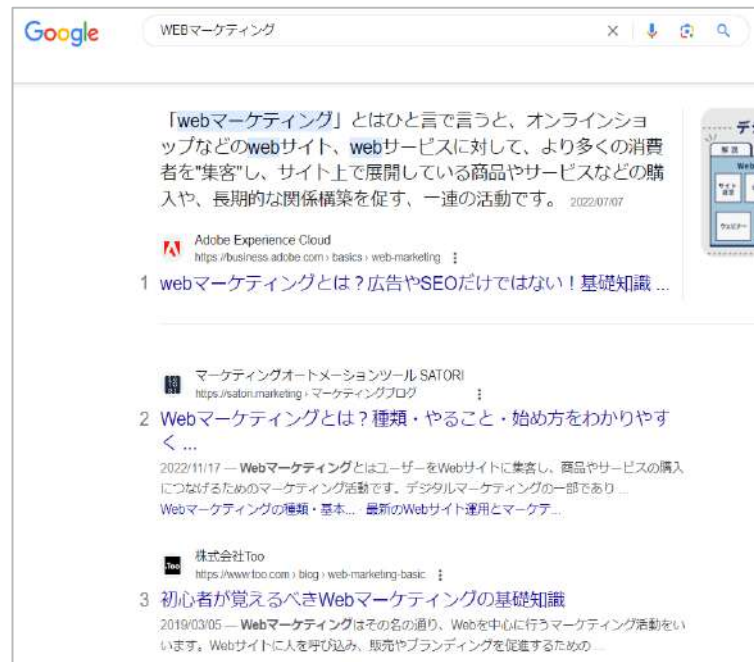 Google
WEBマーケティング
「webマーケティング」とはひと言で言うと、オンラインショ
ップなどのwebサイト、webサービスに対して、より多くの消費
者を"集客"し、サイト上で展開している商品やサービスなどの購
入や、長期的な関係構築を促す、一連の活動です。 2022/07/07
Adobe Experience Cloud
https://business.adobe.com › basics › web-marketing
1 webマーケティングとは？広告やSEOだけではない！基礎知識 ...
マーケティングオートメーションツール SATORI
https://satori.marketing › マーケティングブログ
2 Webマーケティングとは？種類・やること・始め方をわかりやす
く ...
2022/11/17 — WebマーケティングとはユーザーをWebサイトに集客し、商品やサービスの購入
につなげるためのマーケティング活動です。デジタルマーケティングの一部であり ...
Webマーケティングの種類・基本... · 最新のWebサイト運用とマーケテ...
株式会社Too
https://www.too.com › blog › web-marketing-basic
3 初心者が覚えるべきWebマーケティングの基礎知識
2019/03/05 — Webマーケティングはその名の通り、Webを中心に行うマーケティング活動をい
います。Webサイトに人を呼び込み、販売やブランディングを促進するための ...
デ
Web
ウェビナー